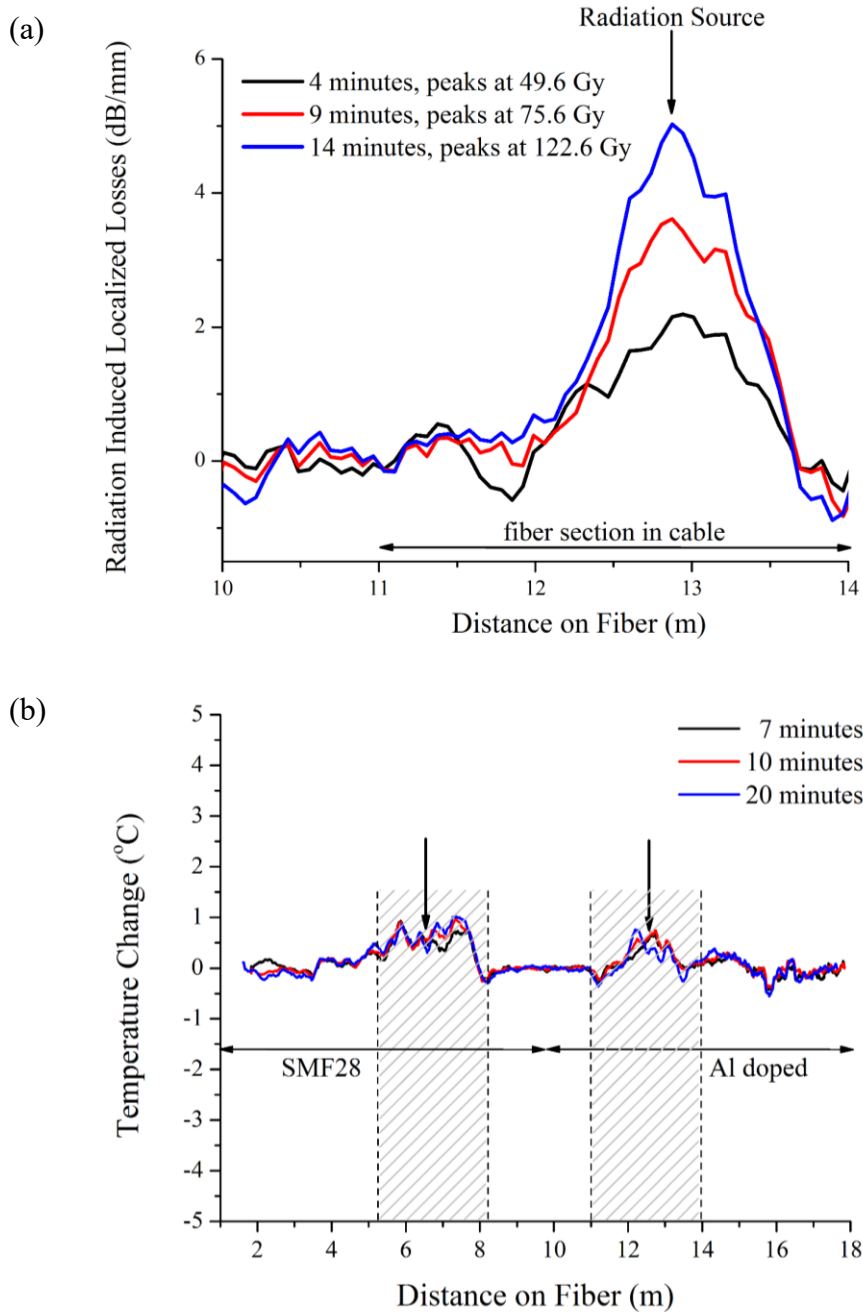 (a)
Radiation Source
4 minutes, peaks at 49.6 Gy
9 minutes, peaks at 75.6 Gy
14 minutes, peaks at 122.6 Gy
Radiation Induced Localized Losses (dB/mm)
6
4
2
0
fiber section in cable
10 11 12 13 14
Distance on Fiber (m)
(b)
7 minutes
10 minutes
20 minutes
Temperature Change (°C)
5
4
3
2
1
0
-1
-2
-3
-4
-5
SMF28
Al doped
2 4 6 8 10 12 14 16 18
Distance on Fiber (m)